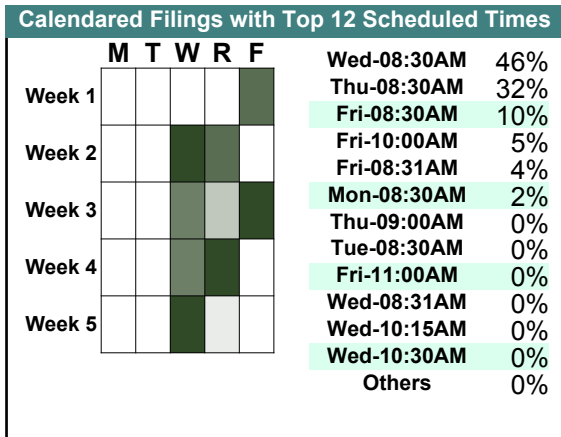 Calendared Filings with Top 12 Scheduled Times
M T W R F
Week 1
Week 2
Week 3
Week 4
Week 5
Wed-08:30AM 46%
Thu-08:30AM 32%
Fri-08:30AM 10%
Fri-10:00AM 5%
Fri-08:31AM 4%
Mon-08:30AM 2%
Thu-09:00AM 0%
Tue-08:30AM 0%
Fri-11:00AM 0%
Wed-08:31AM 0%
Wed-10:15AM 0%
Wed-10:30AM 0%
Others 0%